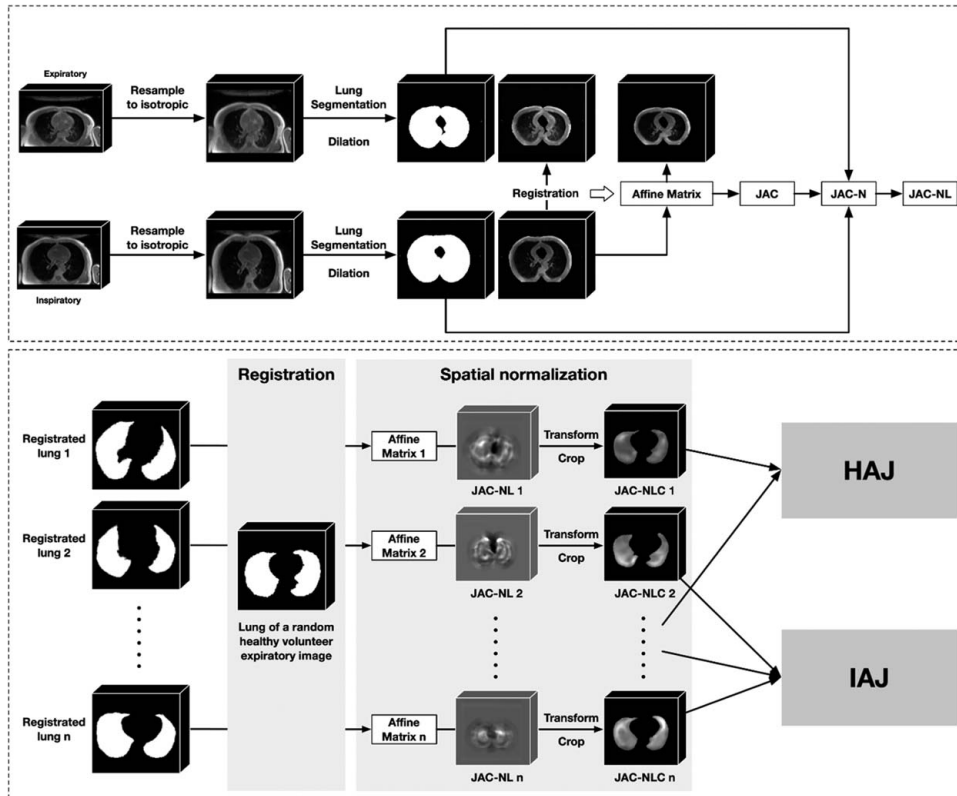 Expiratory
Resample
to isotropic
Lung
Segmentation
Dilation
Registration
Affine Matrix
JAC
JAC-N
JAC-NL
Resample
to isotropic
Lung
Segmentation
Dilation
Inspiratory
Registration
Spatial normalization
Registrated
lung 1
Affine
Matrix 1
Transform
Crop
JAC-NL 1
JAC-NLC 1
HAJ
Registrated
lung 2
Affine
Matrix 2
Transform
Crop
JAC-NL 2
JAC-NLC 2
Lung of a random
healthy volunteer
expiratory image
IAJ
Registrated
lung n
Affine
Matrix n
Transform
Crop
JAC-NL n
JAC-NLC n